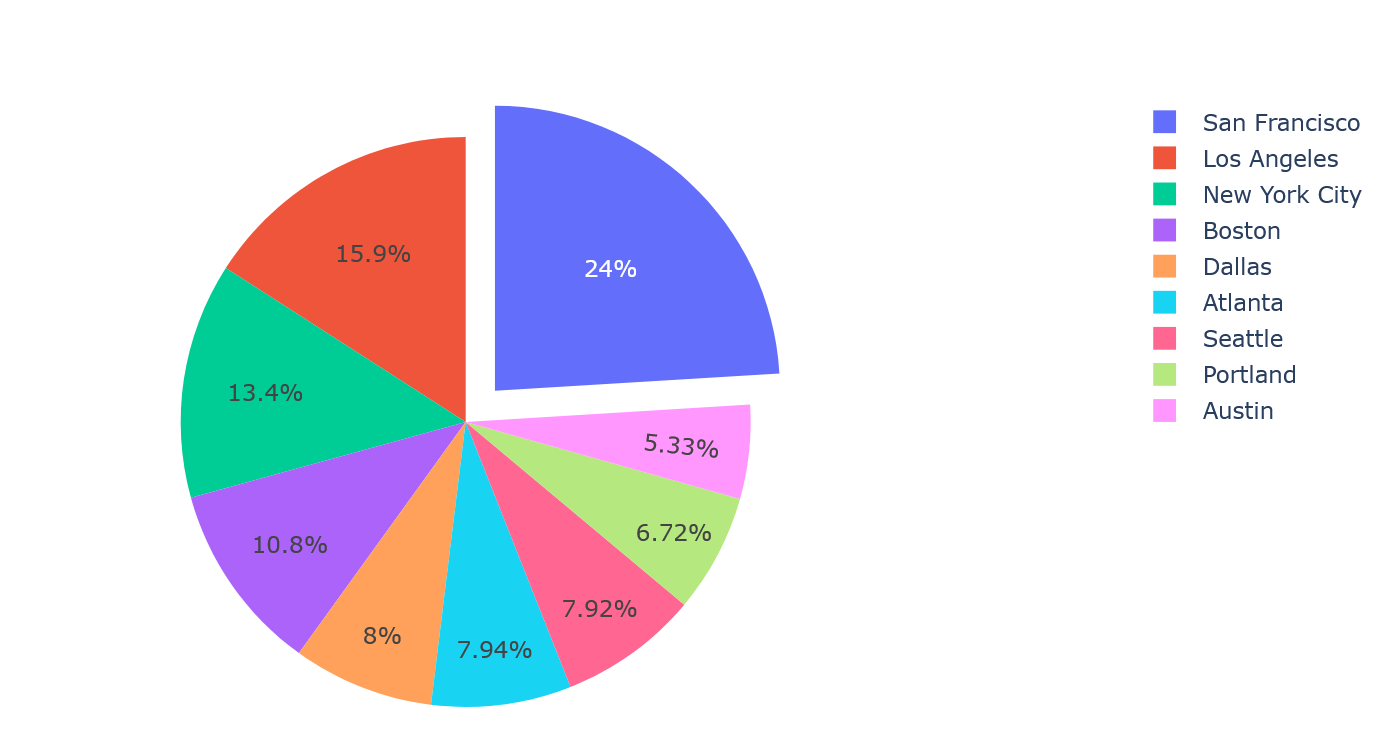 24%
15.9%
13.4%
10.8%
8%
7.94%
7.92%
6.72%
5.33%
San Francisco
Los Angeles
New York City
Boston
Dallas
Atlanta
Seattle
Portland
Austin